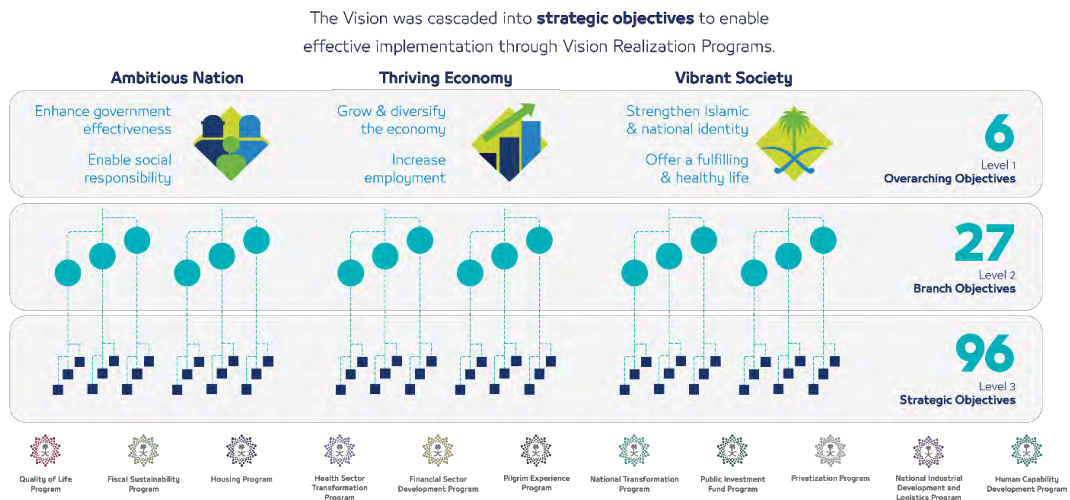 The Vision was cascaded into strategic objectives to enable
effective implementation through Vision Realization Programs.
Ambitious Nation
Thriving Economy
Vibrant Society
Enhance government
effectiveness
Enable social
responsibility
Grow & diversify
the economy
Increase
employment
Strengthen Islamic
& national identity
Offer a fulfilling
& healthy life
6
Level 1
Overarching Objectives
27
Level 2
Branch Objectives
96
Level 3
Strategic Objectives
Quality of Life
Program
Fiscal Sustainability
Program
Housing Program
Health Sector
Transformation
Program
Financial Sector
Development Program
Pilgrim Experience
Program
National Transformation
Program
Public Investment
Fund Program
Privatization Program
National Industrial
Development and
Logistics Program
Human Capability
Development Program